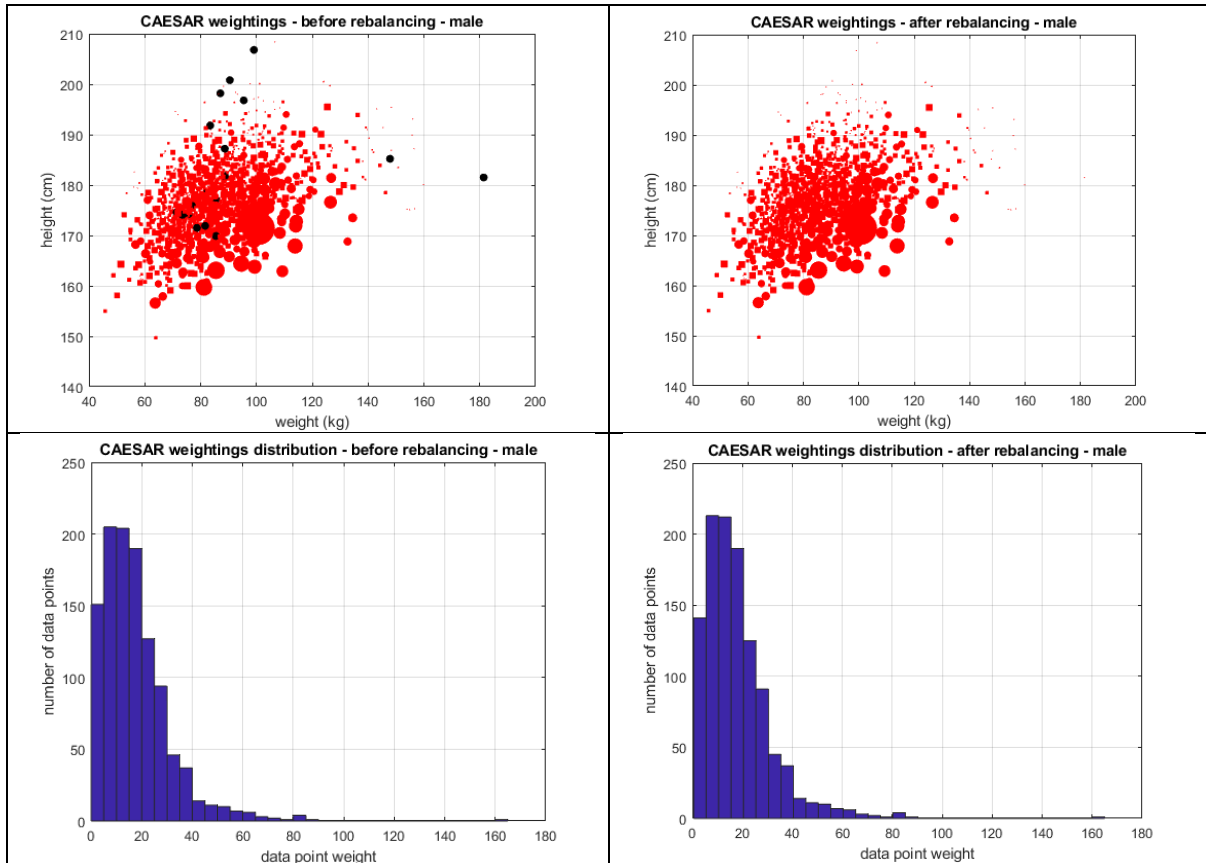 CAESAR weightings - before rebalancing - male
210
200
190
180
170
160
150
140
height (cm)
40 60 80 100 120 140 160 180 200
weight (kg)
CAESAR weightings - after rebalancing - male
210
200
190
180
170
160
150
140
height (cm)
40 60 80 100 120 140 160 180 200
weight (kg)
CAESAR weightings distribution - before rebalancing - male
250
200
150
100
50
0
number of data points
0 20 40 60 80 100 120 140 160 180
data point weight
CAESAR weightings distribution - after rebalancing - male
250
200
150
100
50
0
number of data points
0 20 40 60 80 100 120 140 160 180
data point weight